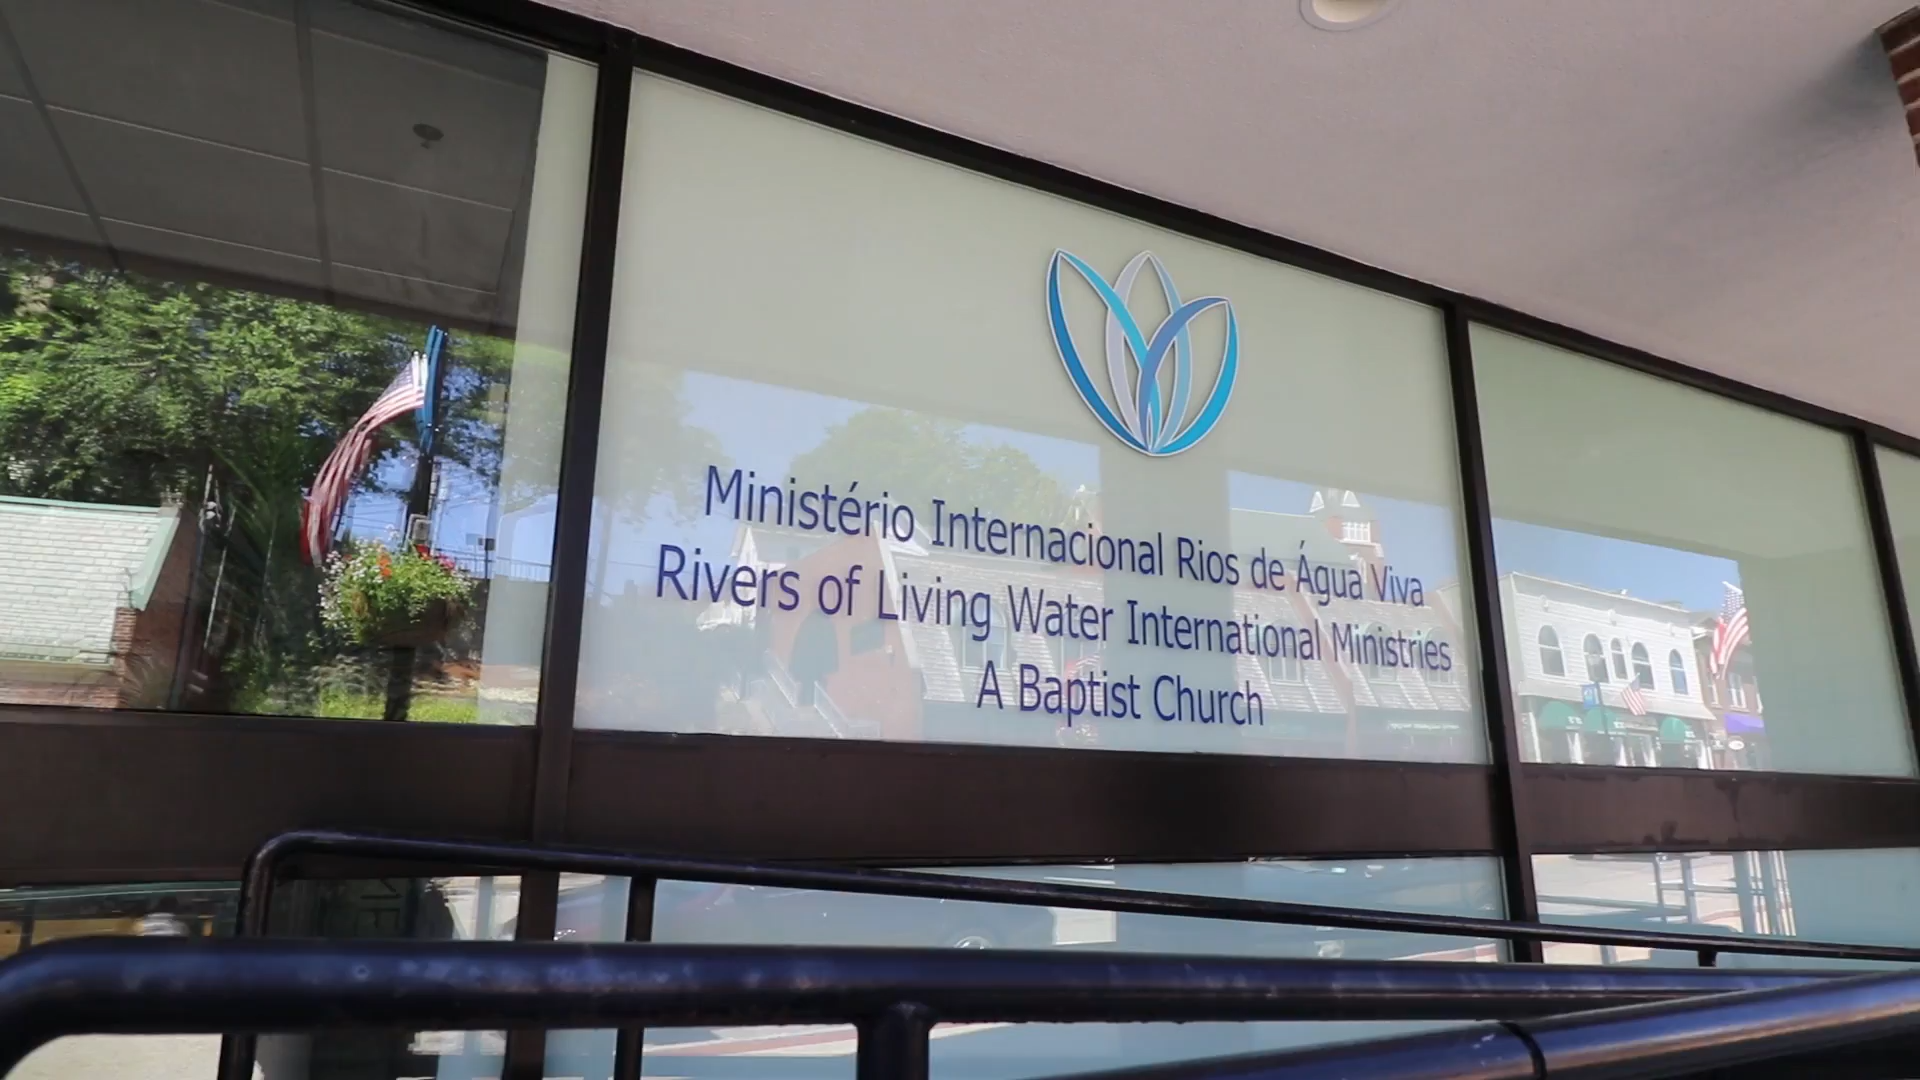 Ministério Internacional Rios de Água Viva
Rivers of Living Water International Ministries
A Baptist Church